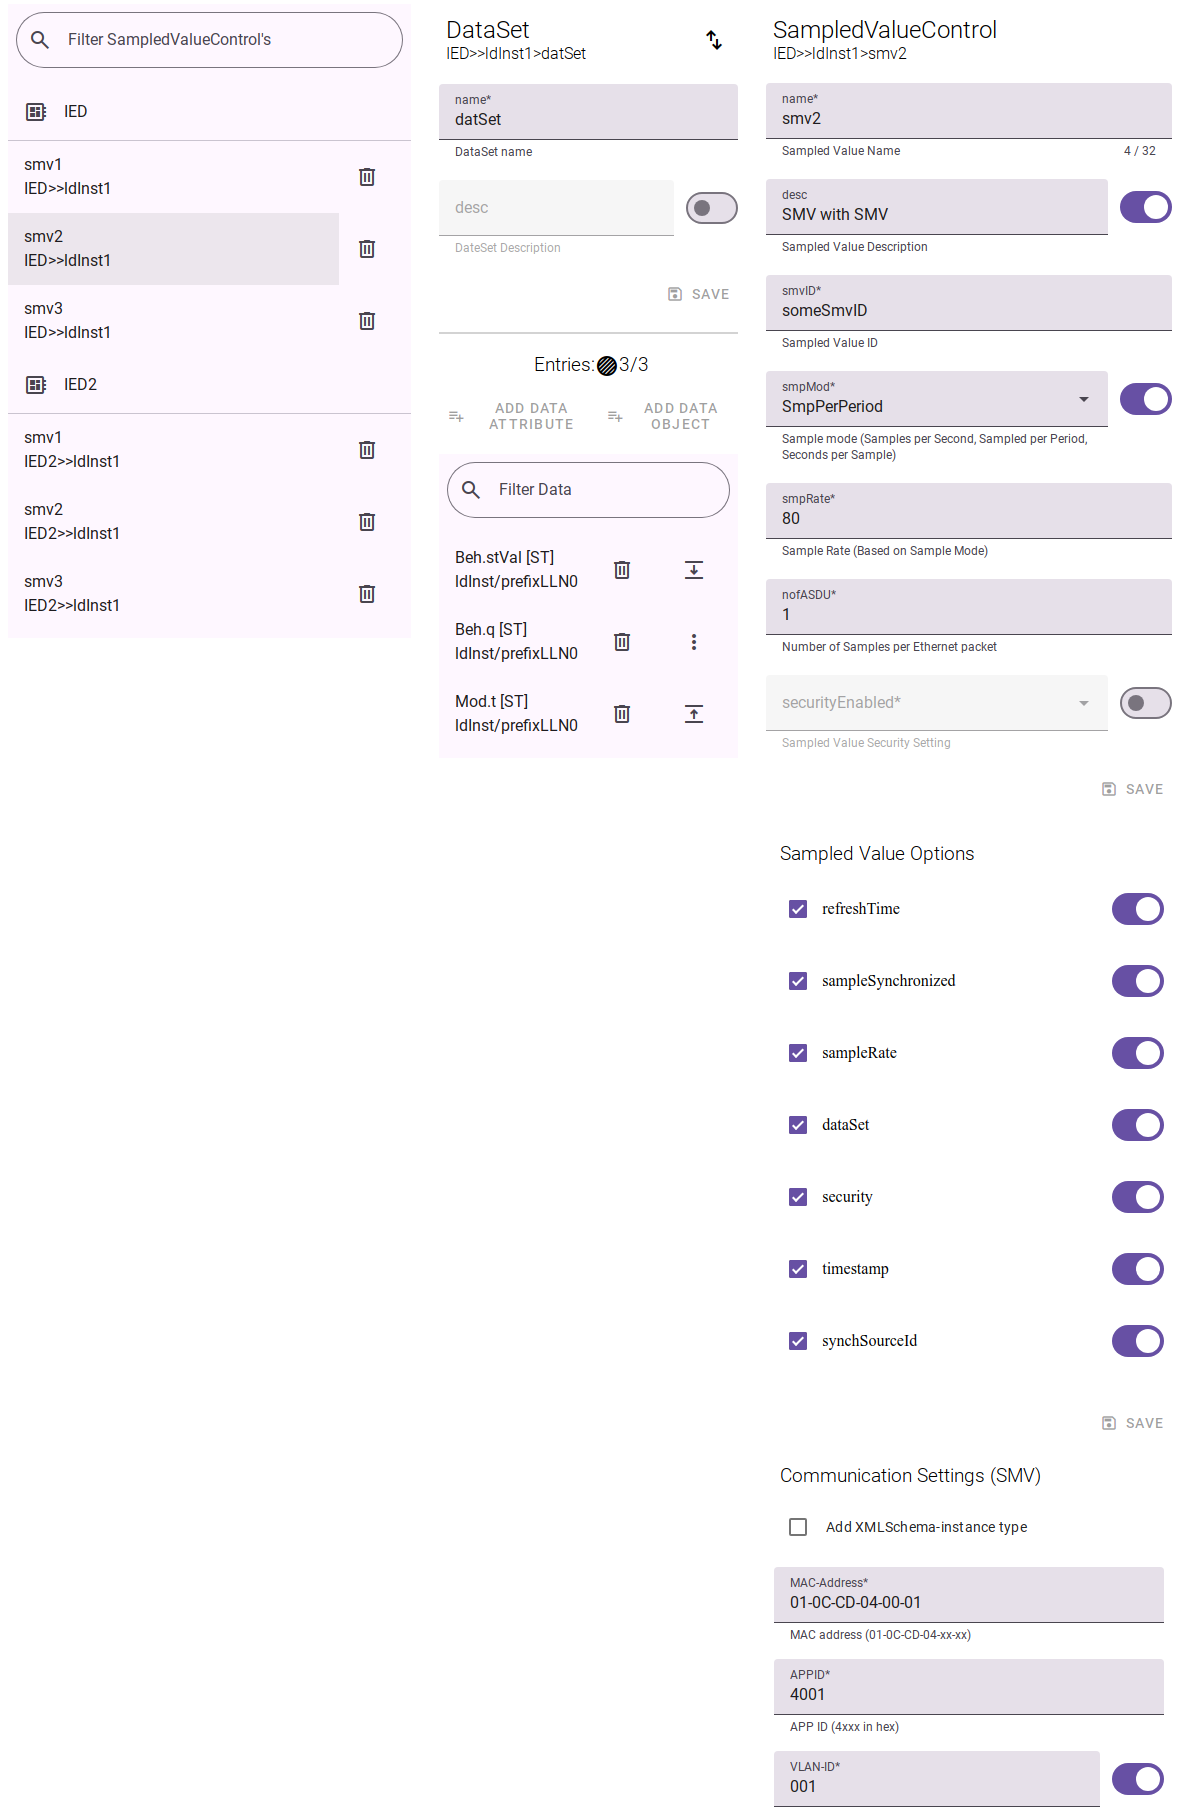 Filter SampledValueControl's
IED
smv1
IED>>ldInst1
smv2
IED>>ldInst1
smv3
IED>>ldInst1
IED2
smv1
IED2>>ldInst1
smv2
IED2>>ldInst1
smv3
IED2>>ldInst1
DataSet
IED>>ldInst1>datSet
name*
datSet
DataSet name
desc
DateSet Description
SAVE
Entries: 3/3
ADD DATA
ATTRIBUTE
ADD DATA
OBJECT
Filter Data
Beh.stVal [ST]
ldInst/prefixLLN0
Beh.q [ST]
ldInst/prefixLLN0
Mod.t [ST]
ldInst/prefixLLN0
SampledValueControl
IED>>ldInst1>smv2
name*
smv2
Sampled Value Name 4 / 32
desc
SMV with SMV
Sampled Value Description
smvID*
someSmvID
Sampled Value ID
smpMod*
SmpPerPeriod
Sample mode (Samples per Second, Sampled per Period,
Seconds per Sample)
smpRate*
80
Sample Rate (Based on Sample Mode)
nofASDU*
1
Number of Samples per Ethernet packet
securityEnabled*
Sampled Value Security Setting
SAVE
Sampled Value Options
refreshTime
sampleSynchronized
sampleRate
dataSet
security
timestamp
synchSourceId
SAVE
Communication Settings (SMV)
Add XMLSchema-instance type
MAC-Address*
01-0C-CD-04-00-01
MAC address (01-0C-CD-04-xx-xx)
APPID*
4001
APP ID (4xxx in hex)
VLAN-ID*
001